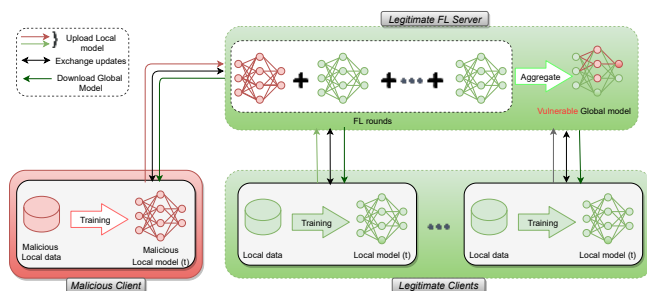 Legitimate FL Server
Upload Local
model
Exchange updates
Download Global
Model
Aggregate
Vulnerable Global model
FL rounds
Training
Malicious
Local data
Malicious
Local model (t)
Malicious Client
Training
Local data
Local model (t)
Training
Local data
Local model (t)
Legitimate Clients